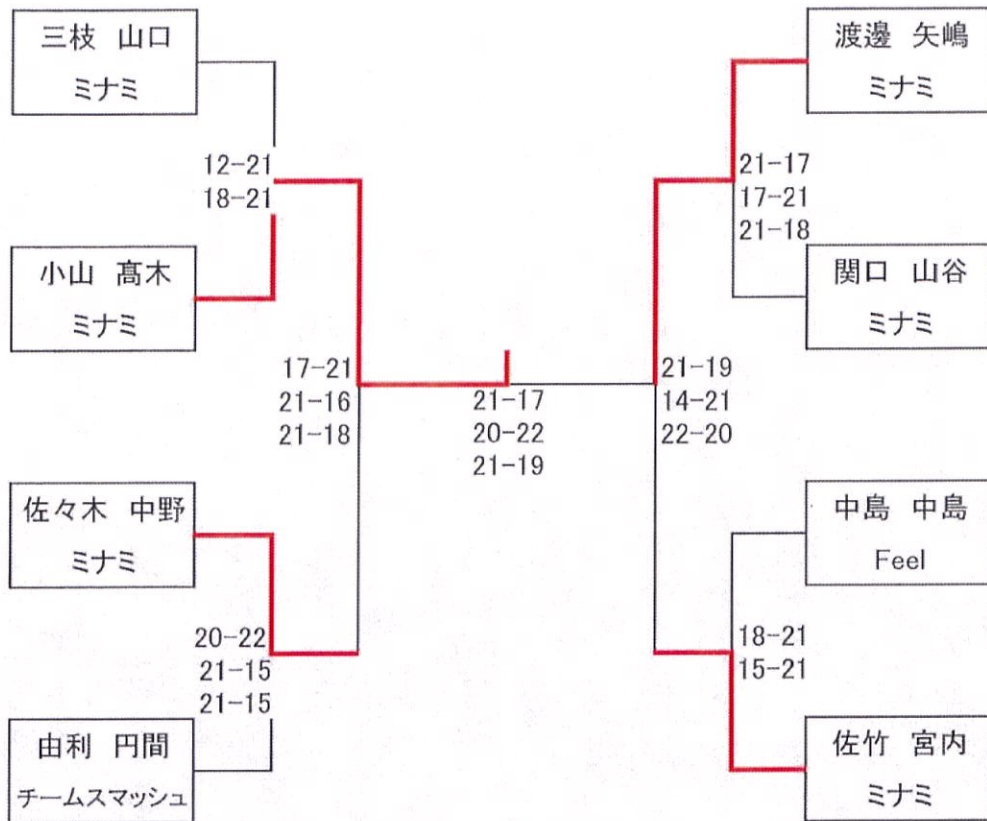 三枝 山口
ミナミ
12-21
18-21
小山 髙木
ミナミ
17-21
21-16
21-18
佐々木 中野
ミナミ
20-22
21-15
21-15
由利 円間
チームスマッシュ
21-17
20-22
21-19
渡邊 矢嶋
ミナミ
21-17
17-21
21-18
関口 山谷
ミナミ
21-19
14-21
22-20
中島 中島
Feel
18-21
15-21
佐竹 宮内
ミナミ